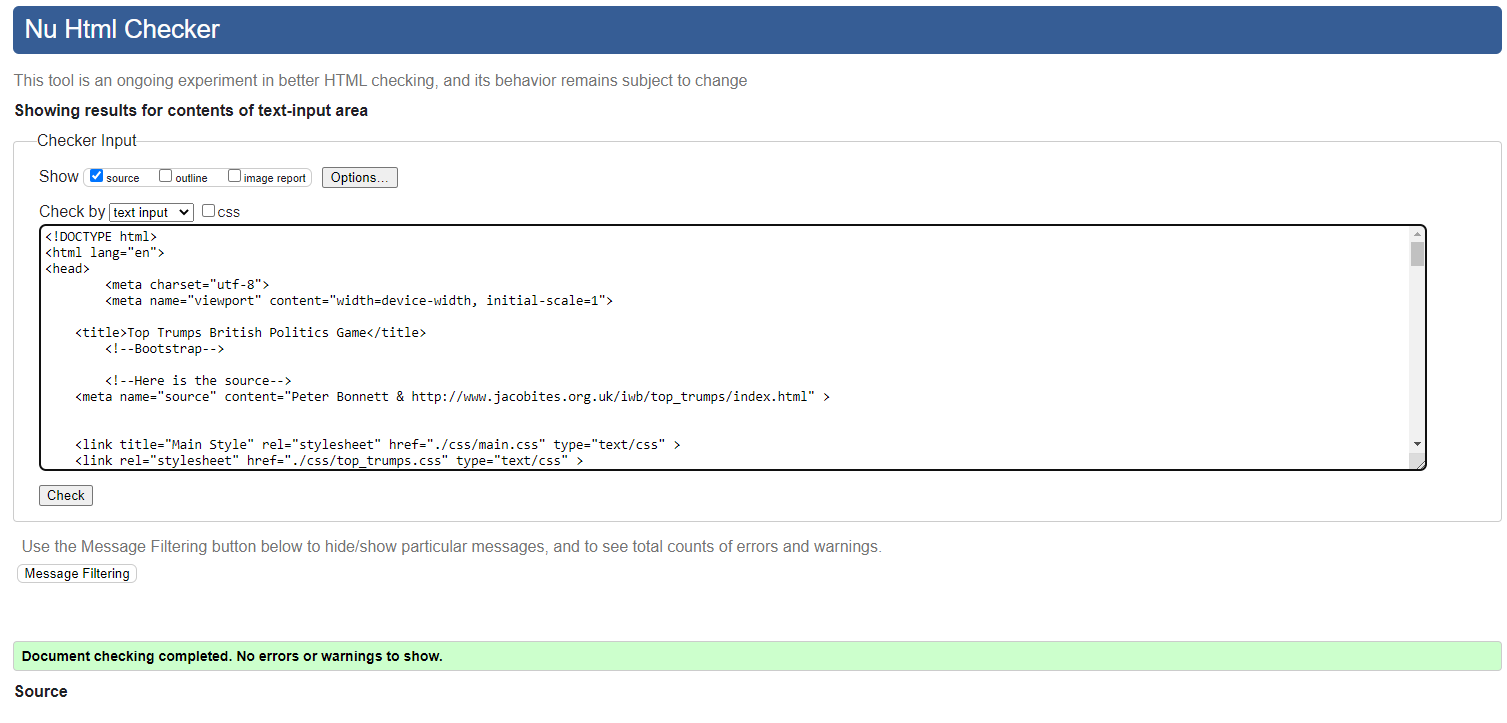 Nu Html Checker
This tool is an ongoing experiment in better HTML checking, and its behavior remains subject to change
Showing results for contents of text-input area
Checker Input
Show source outline image report Options...
Check by text input css
<!DOCTYPE html>
<html lang="en">
<head>
<meta charset="utf-8">
<meta name="viewport" content="width=device-width, initial-scale=1">
<title>Top Trumps British Politics Game</title>
<!--Bootstrap-->
<!--Here is the source-->
<meta name="source" content="Peter Bonnett & http://www.jacobites.org.uk/iwb/top_trumps/index.html" >
<link title="Main Style" rel="stylesheet" href="./css/main.css" type="text/css" >
<link rel="stylesheet" href="./css/top_trumps.css" type="text/css" >
Check
Use the Message Filtering button below to hide/show particular messages, and to see total counts of errors and warnings.
Message Filtering
Document checking completed. No errors or warnings to show.
Source